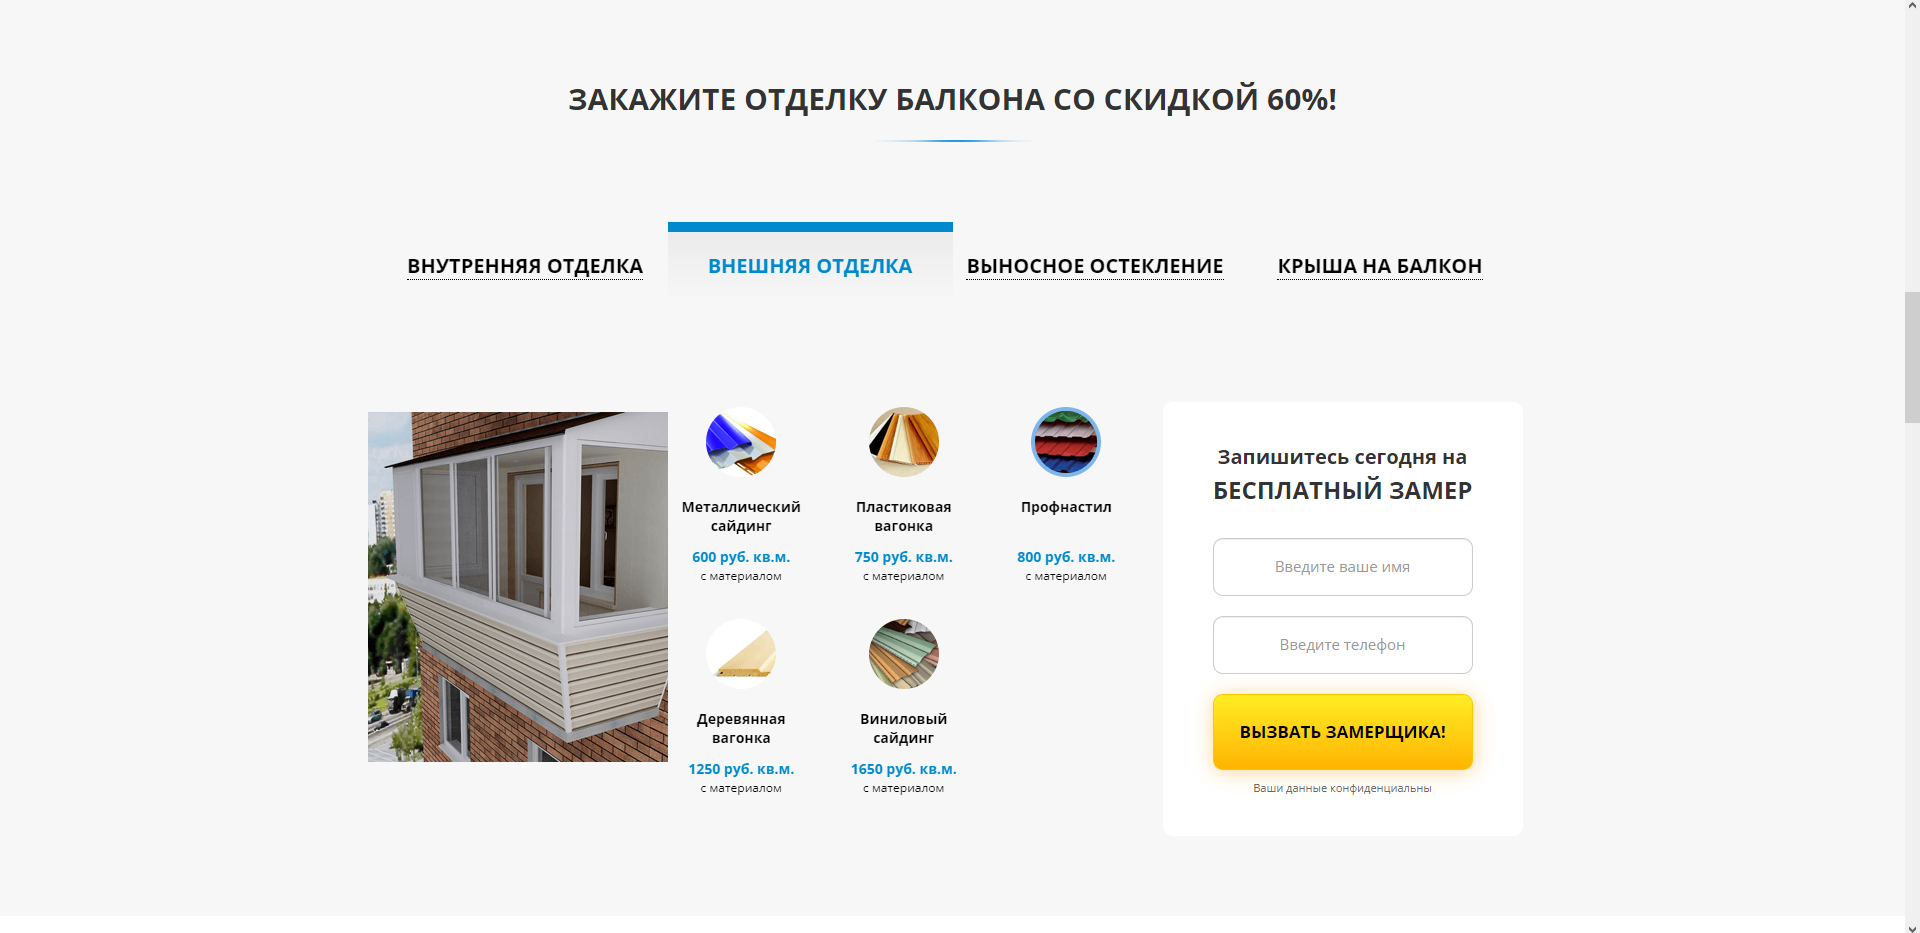 ЗАКАЖИТЕ ОТДЕЛКУ БАЛКОНА СО СКИДКОЙ 60%!
ВНУТРЕННЯЯ ОТДЕЛКА
ВНЕШНЯЯ ОТДЕЛКА
ВЫНОСНОЕ ОСТЕКЛЕНИЕ
КРЫША НА БАЛКОН
Металлический
сайдинг
600 руб. кв.м.
с материалом
Пластиковая
вагонка
750 руб. кв.м.
с материалом
Профнастил
800 руб. кв.м.
с материалом
Деревянная
вагонка
1250 руб. кв.м.
с материалом
Виниловый
сайдинг
1650 руб. кв.м.
с материалом
Запишитесь сегодня на
БЕСПЛАТНЫЙ ЗАМЕР
Введите ваше имя
Введите телефон
ВЫЗВАТЬ ЗАМЕРЩИКА!
Ваши данные конфиденциальны